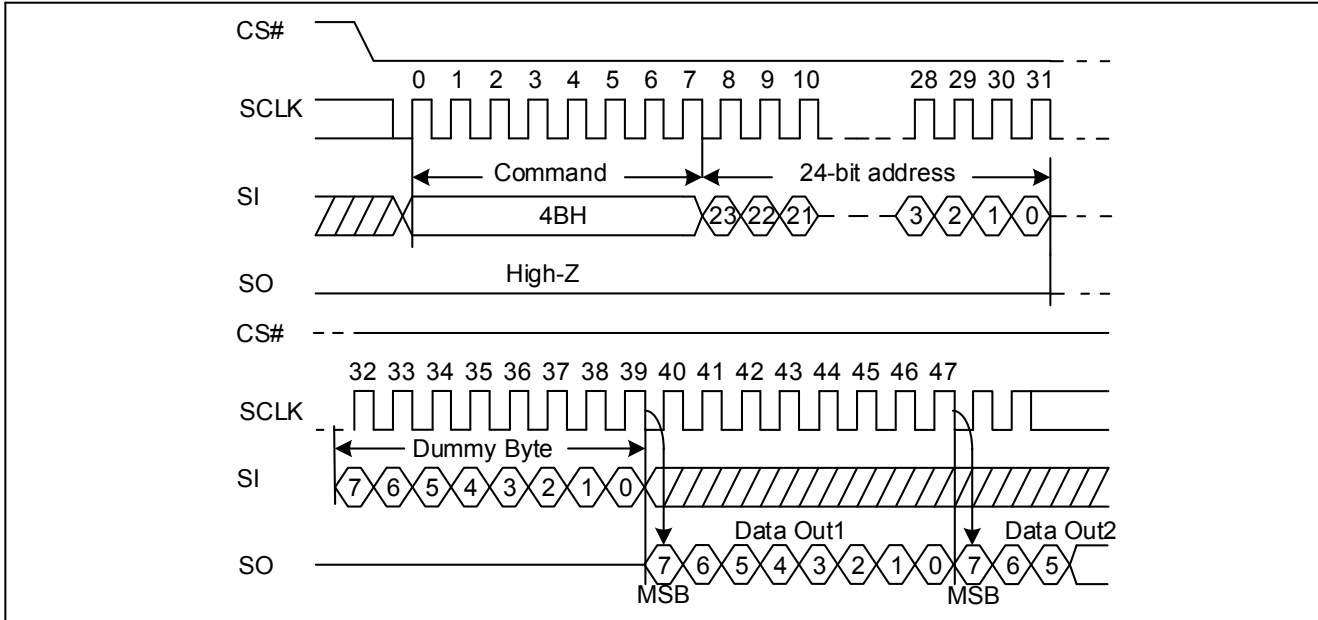 CS#
0 1 2 3 4 5 6 7 8 9 10 28 29 30 31
SCLK
Command 24-bit address
SI
4BH 23 22 21 3 2 1 0
High-Z
SO
CS#
32 33 34 35 36 37 38 39 40 41 42 43 44 45 46 47
SCLK
Dummy Byte
SI
7 6 5 4 3 2 1 0
Data Out1 Data Out2
SO
7 6 5 4 3 2 1 0 7 6 5
MSB MSB